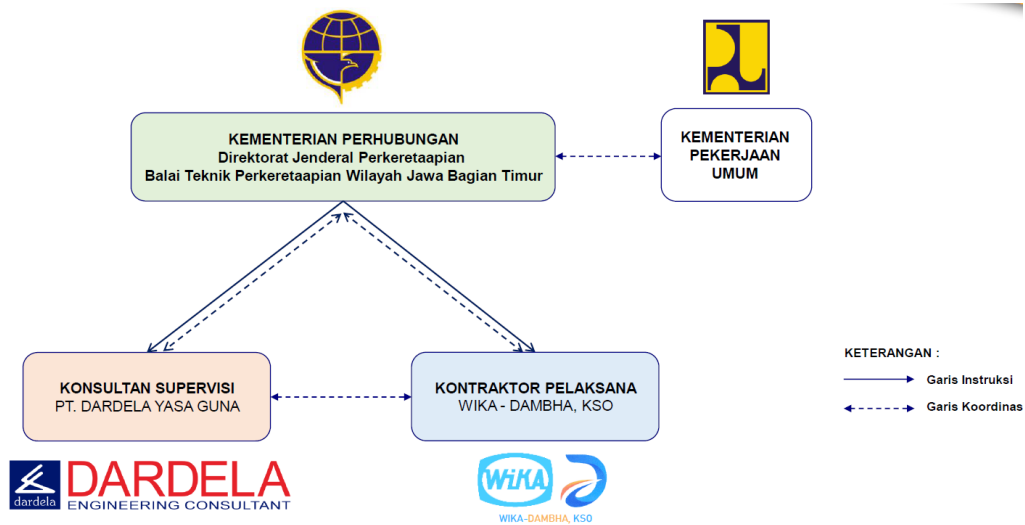 KEMENTERIAN PERHUBUNGAN
Direktorat Jenderal Perkeretaapian
Balai Teknik Perkeretaapian Wilayah Jawa Bagian Timur
KEMENTERIAN
PEKERJAAN
UMUM
KONSULTAN SUPERVISI
PT. DARDELA YASA GUNA
KONTRAKTOR PELAKSANA
WIKA - DAMBHA, KSO
KETERANGAN :
Garis Instruksi
Garis Koordinas
dardela
DARDELA
ENGINEERING CONSULTANT
WiKA
WIKA-DAMBHA, KSO